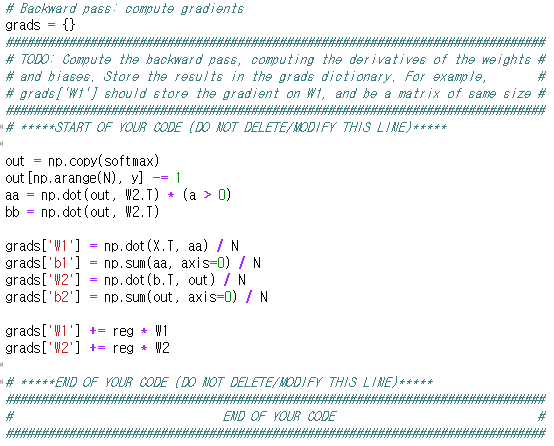 # Backward pass: compute gradients
grads = {}
#############################################################################
# TODO: Compute the backward pass, computing the derivatives of the weights #
# and biases. Store the results in the grads dictionary. For example,       #
# grads['W1'] should store the gradient on W1, and be a matrix of same size #
#############################################################################
# *****START OF YOUR CODE (DO NOT DELETE/MODIFY THIS LINE)*****
out = np.copy(softmax)
out[np.arange(N), y] -= 1
aa = np.dot(out, W2.T) * (a > 0)
bb = np.dot(out, W2.T)
grads['W1'] = np.dot(X.T, aa) / N
grads['b1'] = np.sum(aa, axis=0) / N
grads['W2'] = np.dot(b.T, out) / N
grads['b2'] = np.sum(out, axis=0) / N
grads['W1'] += reg * W1
grads['W2'] += reg * W2
# *****END OF YOUR CODE (DO NOT DELETE/MODIFY THIS LINE)*****
#############################################################################
#                              END OF YOUR CODE                             #
#############################################################################